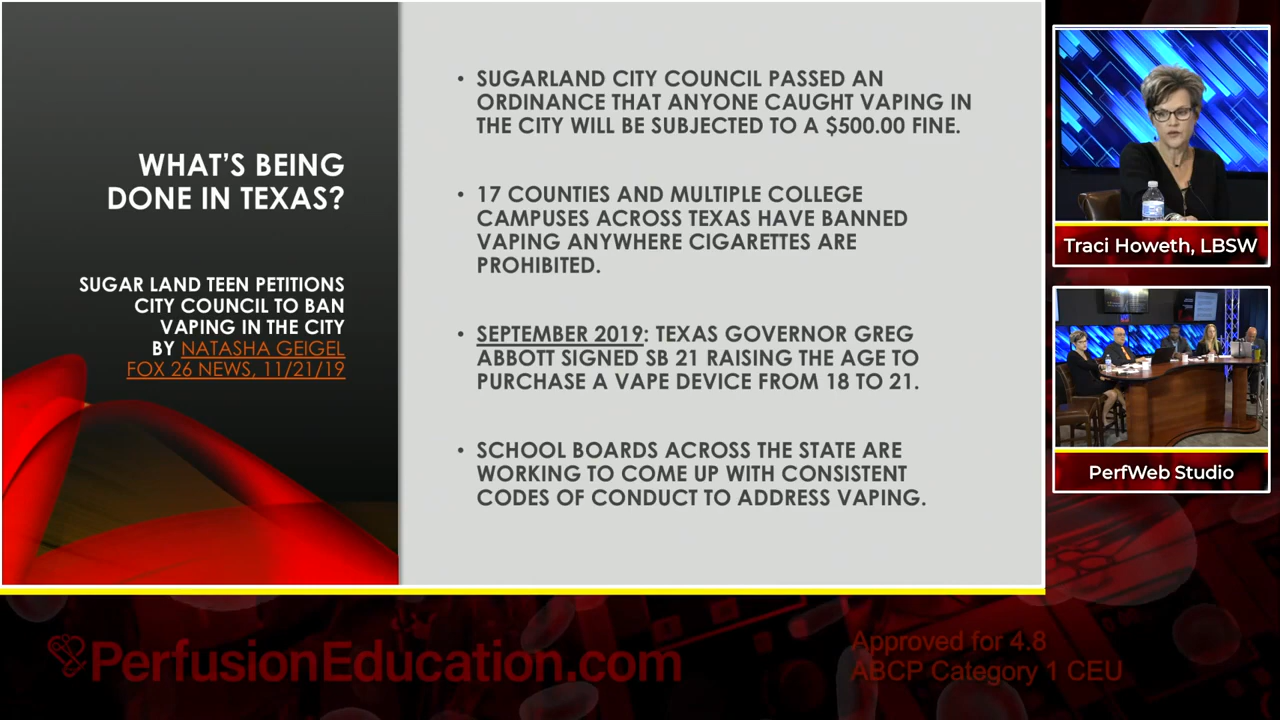 WHAT'S BEING
DONE IN TEXAS?
SUGAR LAND TEEN PETITIONS
CITY COUNCIL TO BAN
VAPING IN THE CITY
BY NATASHA GEIGEL
FOX 26 NEWS, 11/21/19
• SUGARLAND CITY COUNCIL PASSED AN
ORDINANCE THAT ANYONE CAUGHT VAPING IN
THE CITY WILL BE SUBJECTED TO A $500.00 FINE.
• 17 COUNTIES AND MULTIPLE COLLEGE
CAMPUSES ACROSS TEXAS HAVE BANNED
VAPING ANYWHERE CIGARETTES ARE
PROHIBITED.
• SEPTEMBER 2019: TEXAS GOVERNOR GREG
ABBOTT SIGNED SB 21 RAISING THE AGE TO
PURCHASE A VAPE DEVICE FROM 18 TO 21.
• SCHOOL BOARDS ACROSS THE STATE ARE
WORKING TO COME UP WITH CONSISTENT
CODES OF CONDUCT TO ADDRESS VAPING.
Traci Howeth, LBSW
PerfWeb Studio
PerfusionEducation.com
Approved for 4.8
ABCP Category 1 CEU